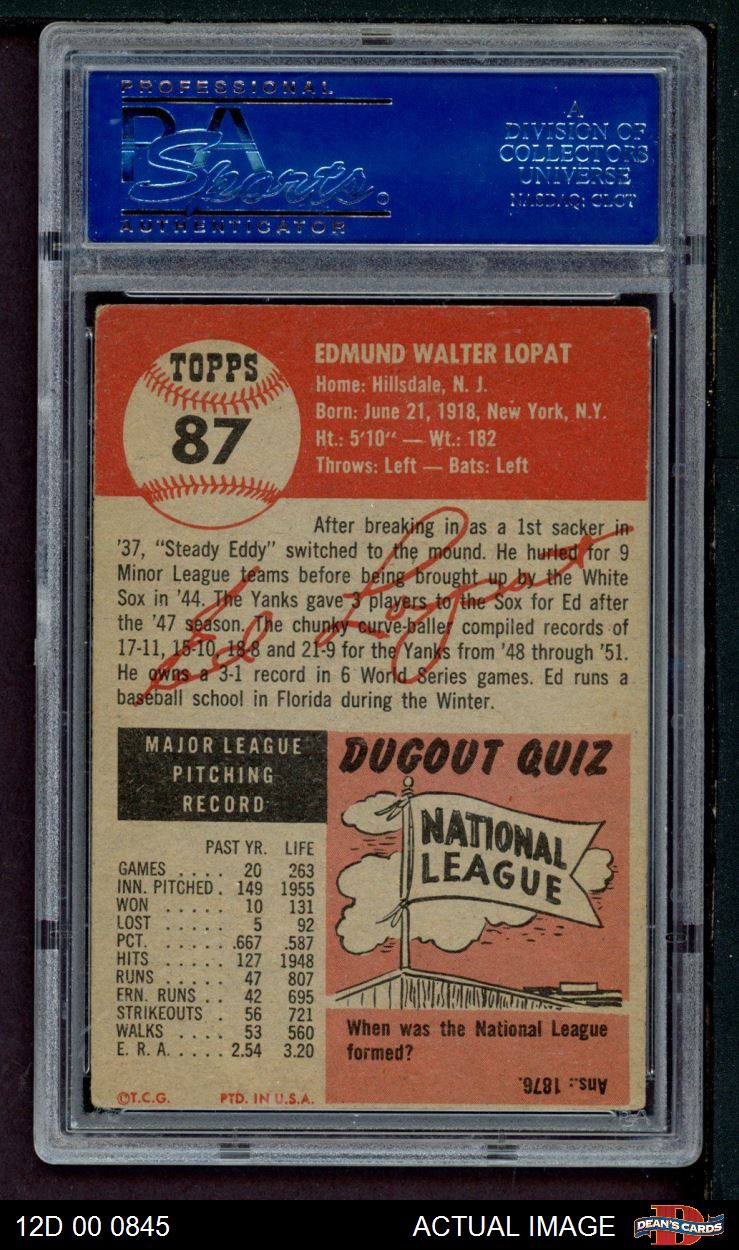 PROFESSIONAL
PSA
Sports
AUTHENTICATOR
A
DIVISION OF
COLLECTORS
UNIVERSE
NASDAQ: CLCT
TOPPS
87
EDMUND WALTER LOPAT
Home: Hillsdale, N. J.
Born: June 21, 1918, New York, N.Y.
Ht.: 5'10" — Wt.: 182
Throws: Left — Bats: Left
After breaking in as a 1st sacker in
'37, "Steady Eddy" switched to the mound. He hurled for 9
Minor League teams before being brought up by the White
Sox in '44. The Yanks gave 3 players to the Sox for Ed after
the '47 season. The chunky curve-baller compiled records of
17-11, 15-10, 18-8 and 21-9 for the Yanks from '48 through '51.
He owns a 3-1 record in 6 World Series games. Ed runs a
baseball school in Florida during the Winter.
Ed Lopat
MAJOR LEAGUE
PITCHING
RECORD
PAST YR. LIFE
GAMES .... 20 263
INN. PITCHED . 149 1955
WON ..... 10 131
LOST ..... 5 92
PCT. ..... .667 .587
HITS ..... 127 1948
RUNS ..... 47 807
ERN. RUNS .. 42 695
STRIKEOUTS . 56 721
WALKS .... 53 560
E. R. A. ..... 2.54 3.20
©T.C.G. PTD. IN U.S.A.
DUGOUT QUIZ
NATIONAL
LEAGUE
When was the National League
formed?
Ans.: 1876.
12D 00 0845
ACTUAL IMAGE
DEAN'S CARDS